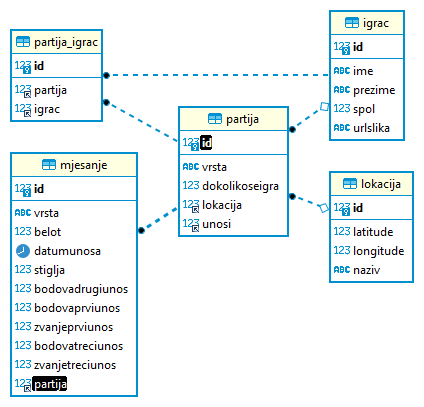 partija_igrac
123 id
123 partija
123 igrac
igrac
123 id
ABC ime
ABC prezime
123 spol
ABC urlslika
partija
123 id
ABC vrsta
123 dokolikoseigra
123 lokacija
123 unosi
mjesanje
123 id
ABC vrsta
123 belot
datumunosa
123 stiglja
123 bodovadrugiunos
123 bodovaprviunos
123 zvanjeprviunos
123 bodovatreciunos
123 zvanjetreciunos
123 partija
lokacija
123 id
123 latitude
123 longitude
ABC naziv